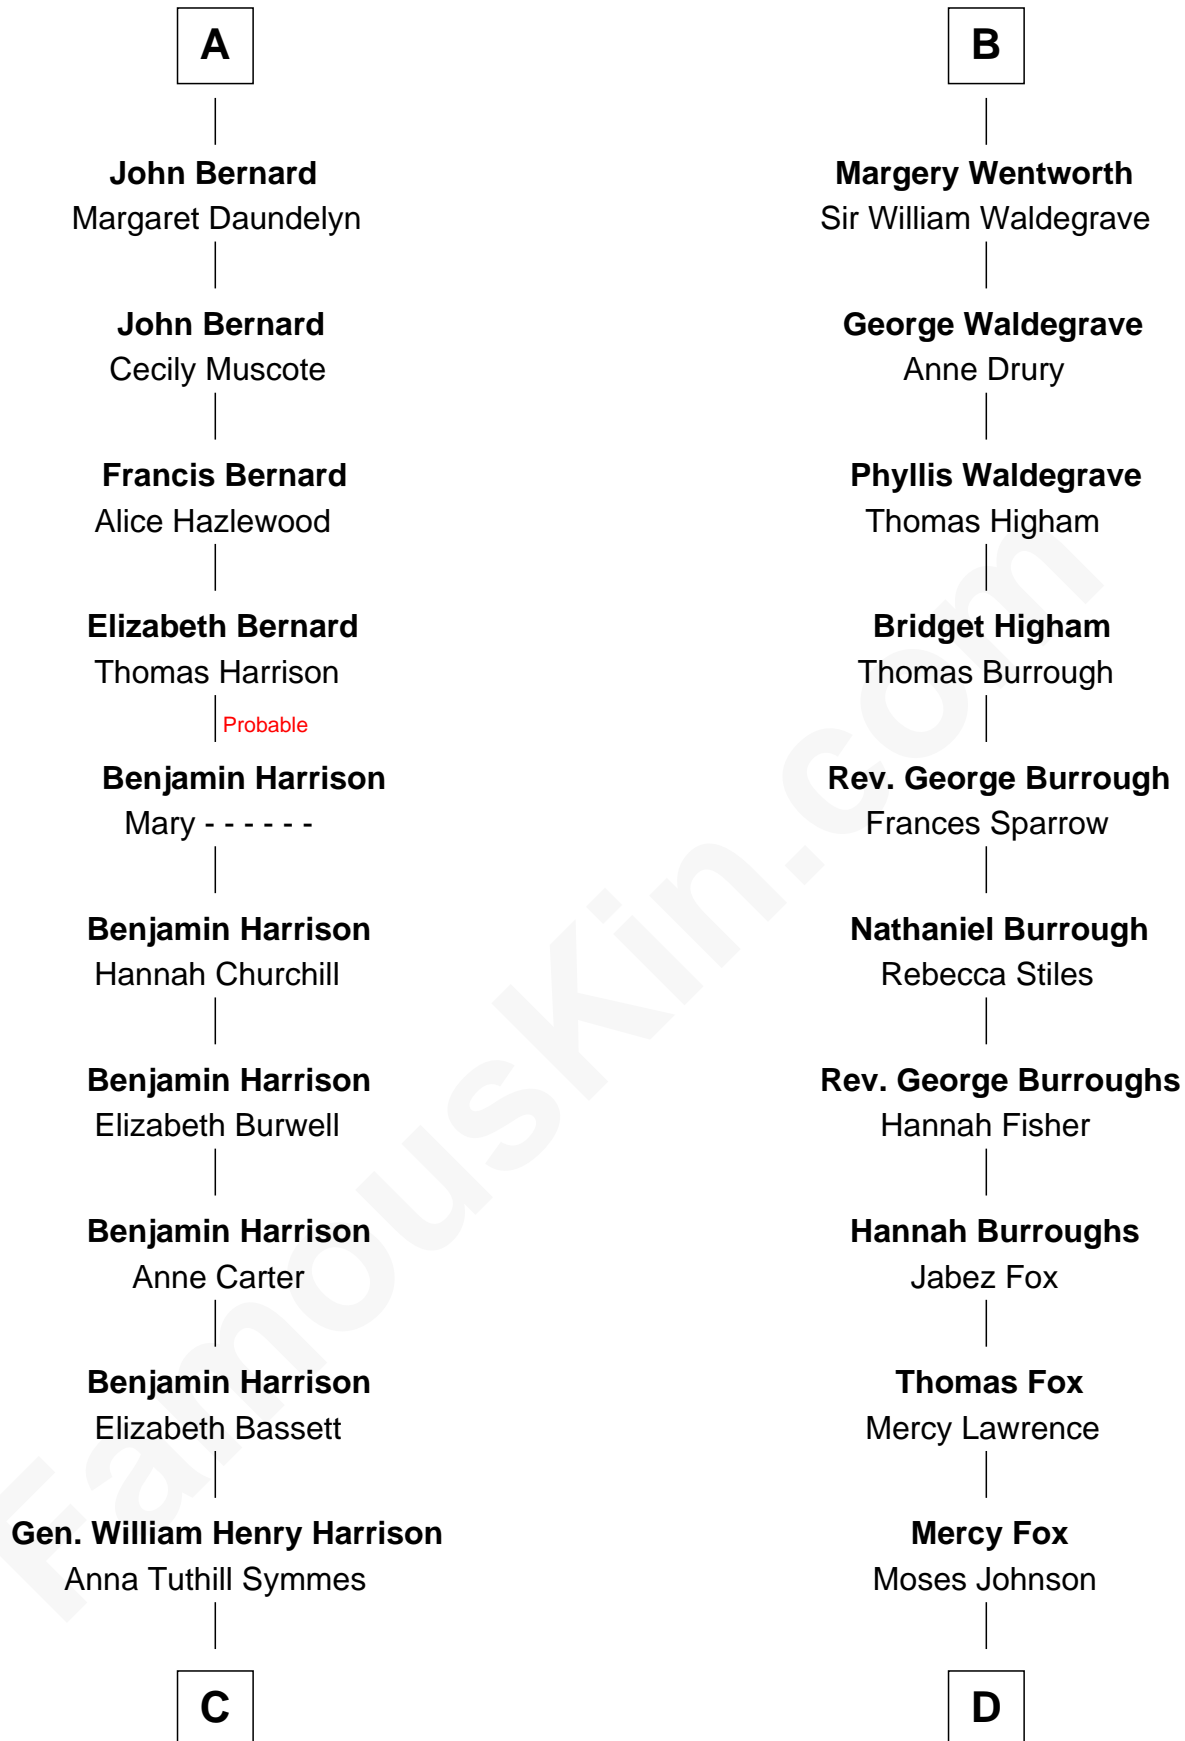 A
John Bernard
Margaret Daundelyn
John Bernard
Cecily Muscote
Francis Bernard
Alice Hazlewood
Elizabeth Bernard
Thomas Harrison
Probable
Benjamin Harrison
Mary - - - - - -
Benjamin Harrison
Hannah Churchill
Benjamin Harrison
Elizabeth Burwell
Benjamin Harrison
Anne Carter
Benjamin Harrison
Elizabeth Bassett
Gen. William Henry Harrison
Anna Tuthill Symmes
C
B
Margery Wentworth
Sir William Waldegrave
George Waldegrave
Anne Drury
Phyllis Waldegrave
Thomas Higham
Bridget Higham
Thomas Burrough
Rev. George Burrough
Frances Sparrow
Nathaniel Burrough
Rebecca Stiles
Rev. George Burroughs
Hannah Fisher
Hannah Burroughs
Jabez Fox
Thomas Fox
Mercy Lawrence
Mercy Fox
Moses Johnson
D
FamousKin.com